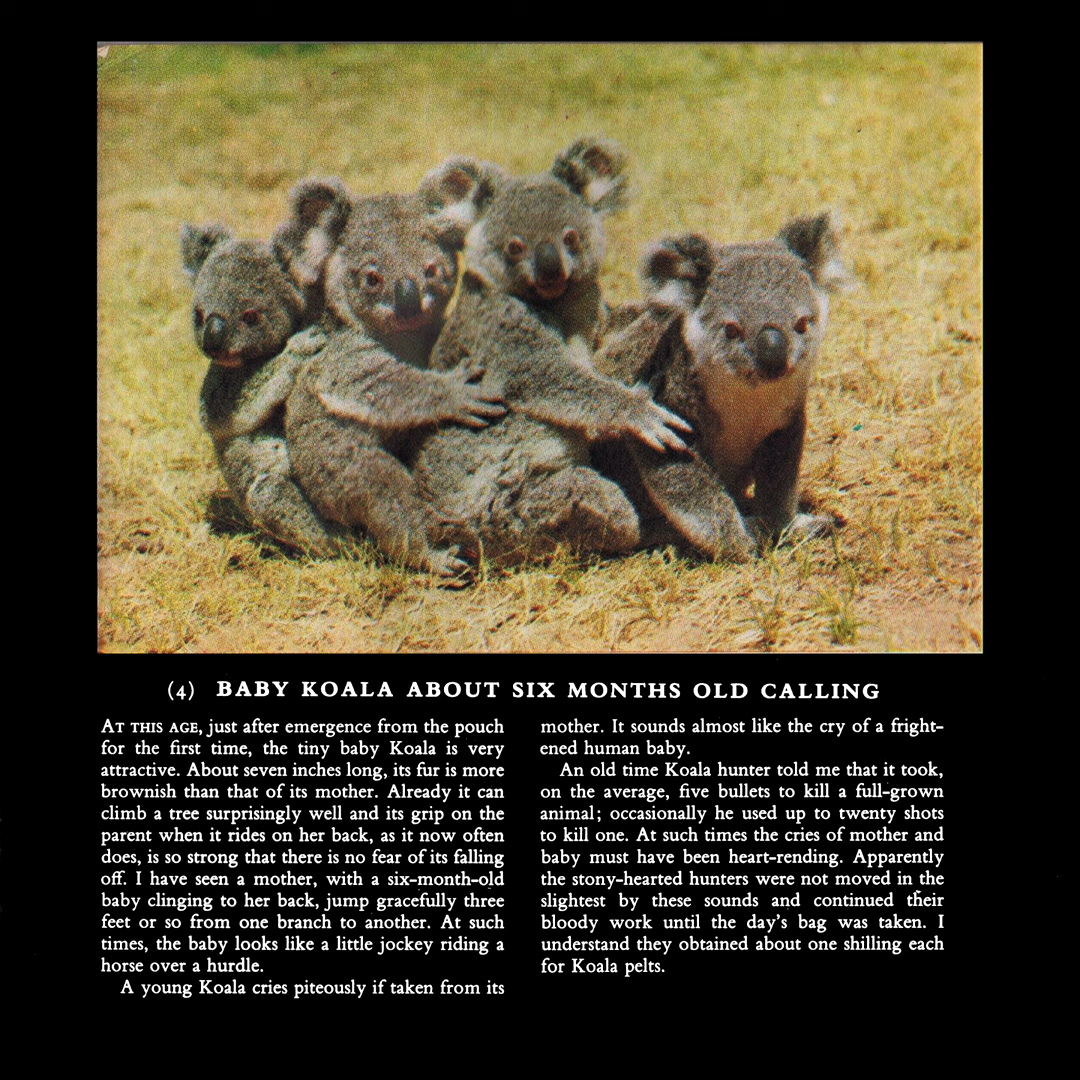 (4) BABY KOALA ABOUT SIX MONTHS OLD CALLING
AT THIS AGE, just after emergence from the pouch
for the first time, the tiny baby Koala is very
attractive. About seven inches long, its fur is more
brownish than that of its mother. Already it can
climb a tree surprisingly well and its grip on the
parent when it rides on her back, as it now often
does, is so strong that there is no fear of its falling
off. I have seen a mother, with a six-month-old
baby clinging to her back, jump gracefully three
feet or so from one branch to another. At such
times, the baby looks like a little jockey riding a
horse over a hurdle.
A young Koala cries piteously if taken from its
mother. It sounds almost like the cry of a fright-
ened human baby.
An old time Koala hunter told me that it took,
on the average, five bullets to kill a full-grown
animal; occasionally he used up to twenty shots
to kill one. At such times the cries of mother and
baby must have been heart-rending. Apparently
the stony-hearted hunters were not moved in the
slightest by these sounds and continued their
bloody work until the day's bag was taken. I
understand they obtained about one shilling each
for Koala pelts.